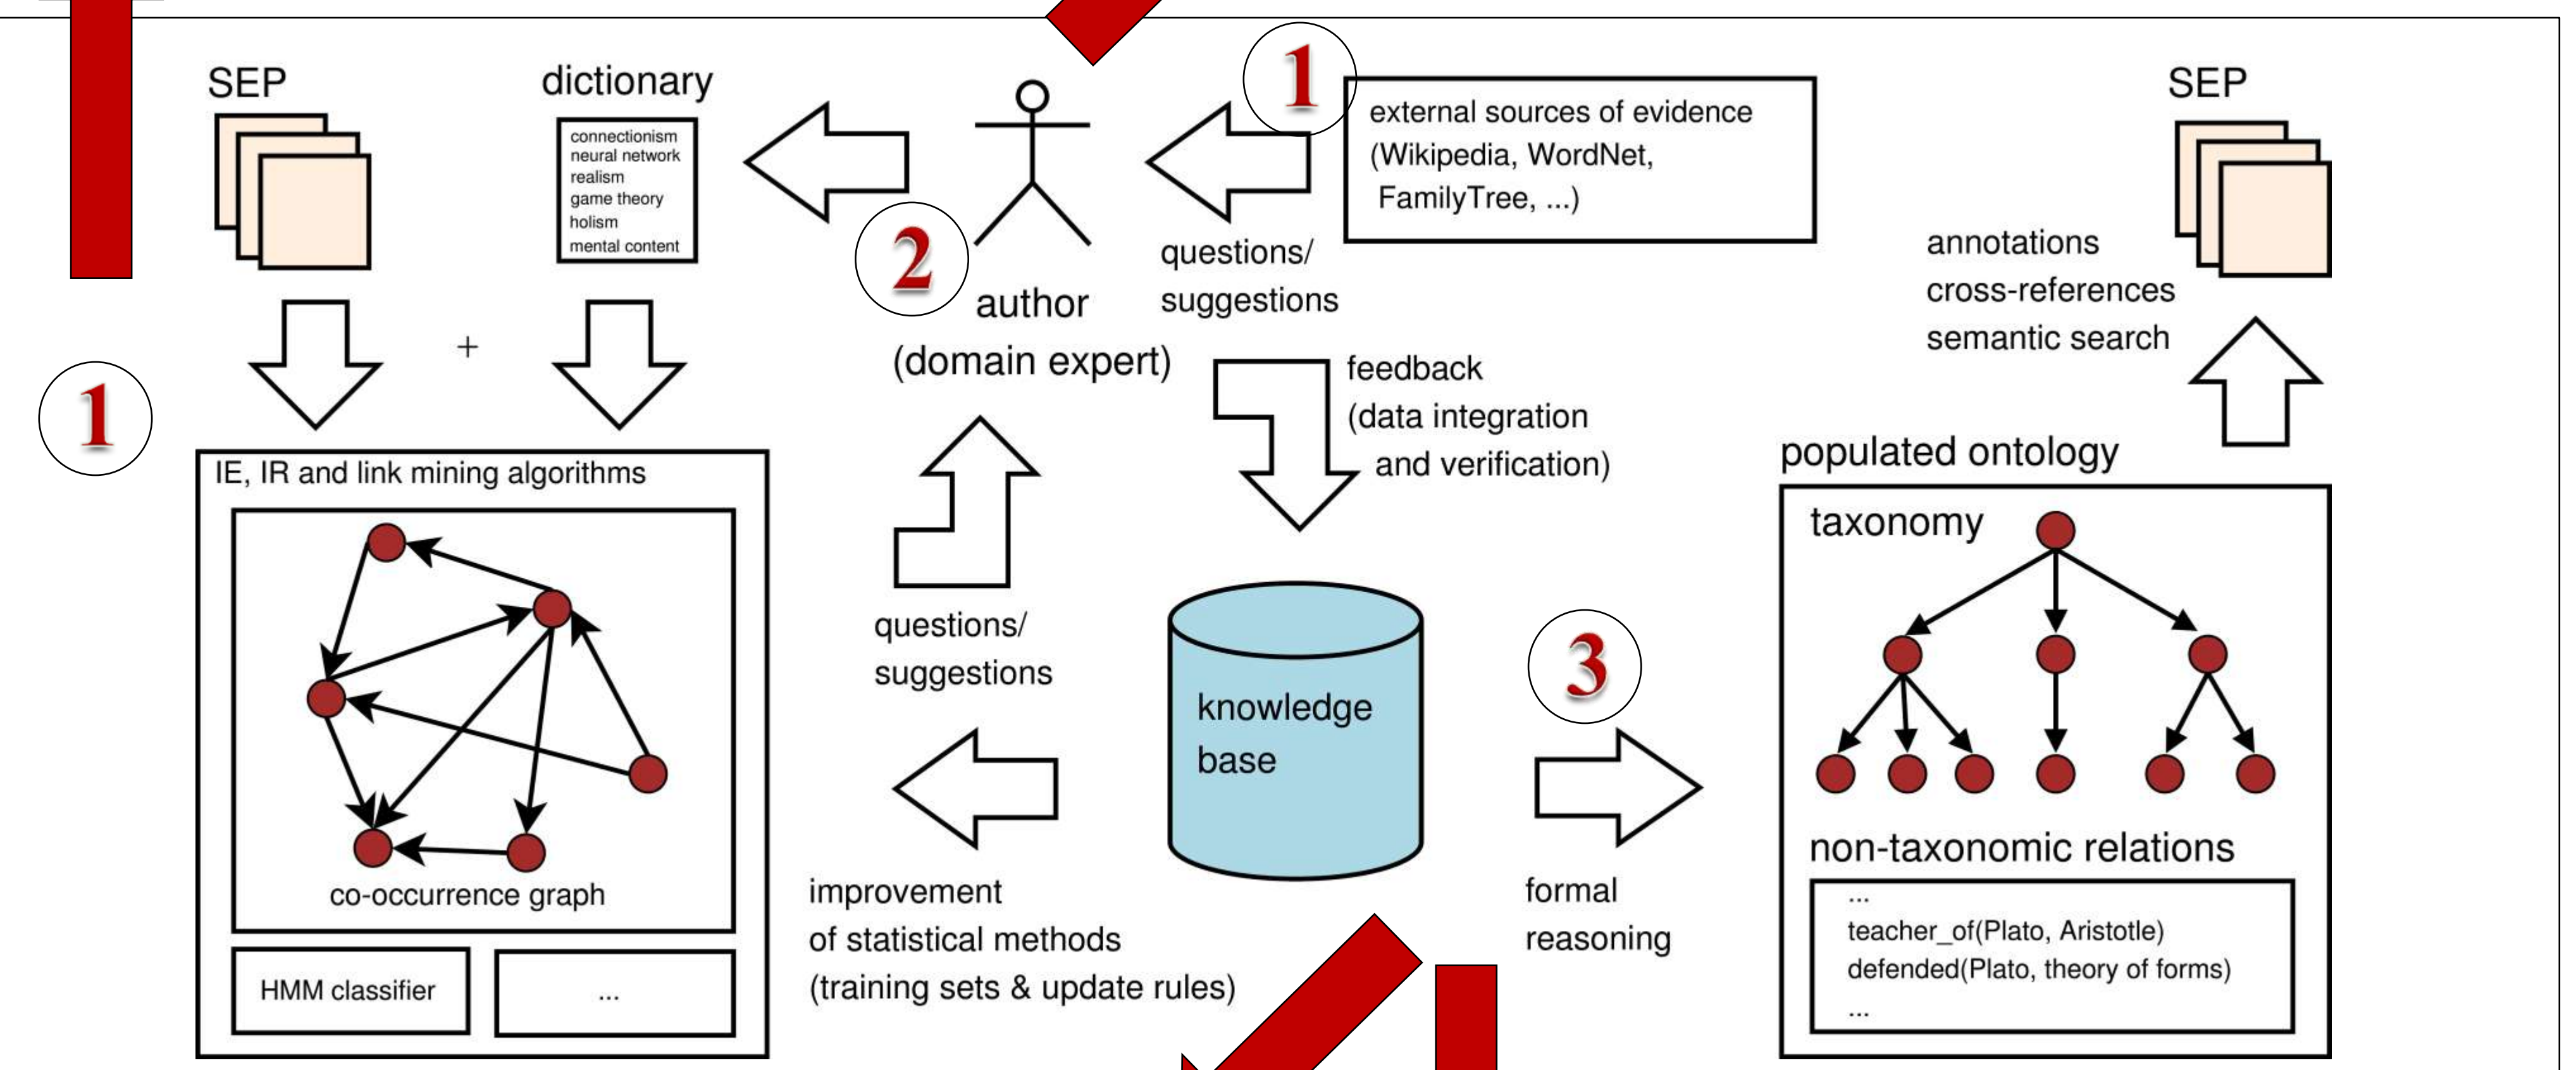 SEP
dictionary
connectionism
neural network
realism
game theory
holism
mental content
+
1
2
author
(domain expert)
1
external sources of evidence
(Wikipedia, WordNet,
FamilyTree, ...)
questions/
suggestions
feedback
(data integration
and verification)
SEP
annotations
cross-references
semantic search
IE, IR and link mining algorithms
co-occurrence graph
HMM classifier
...
questions/
suggestions
improvement
of statistical methods
(training sets & update rules)
knowledge
base
3
formal
reasoning
populated ontology
taxonomy
non-taxonomic relations
...
teacher_of(Plato, Aristotle)
defended(Plato, theory of forms)
...